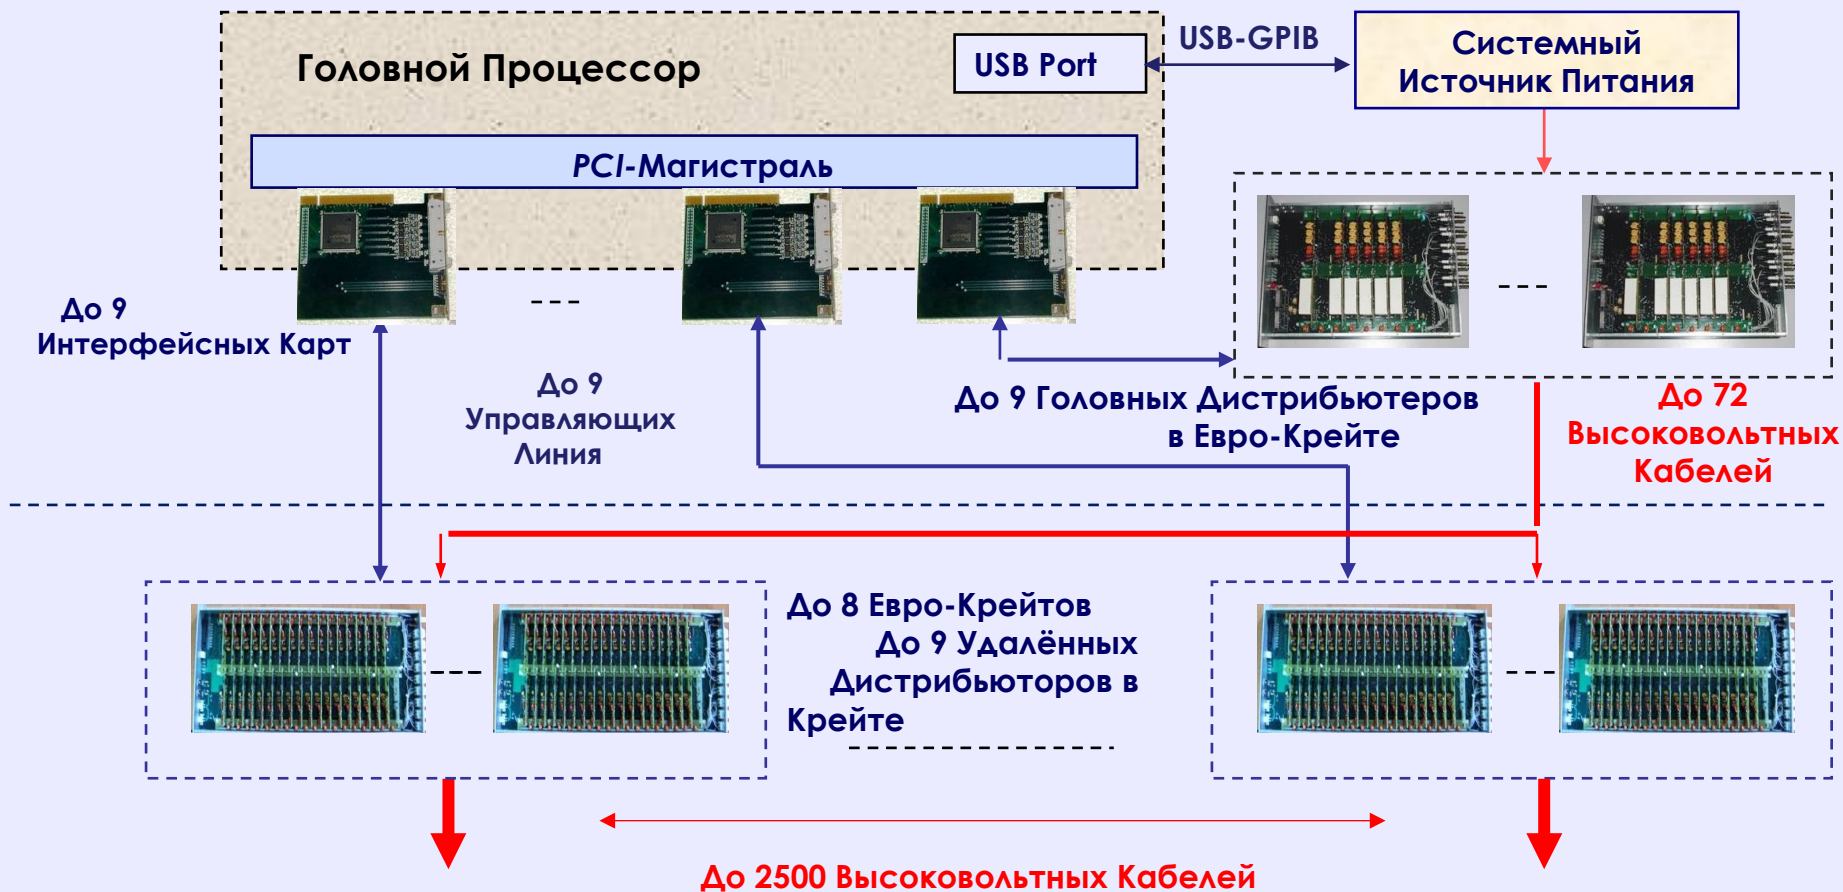 Головной Процессор
USB Port
USB-GPIB
Системный
Источник Питания
PCI-Магистраль
До 9
Интерфейсных Карт
До 9
Управляющих
Линия
До 9 Головных Дистрибьютеров
в Евро-Крейте
До 72
Высоковольтных
Кабелей
До 8 Евро-Крейтов
До 9 Удалённых
Дистрибьюторов в
Крейте
До 2500 Высоковольтных Кабелей